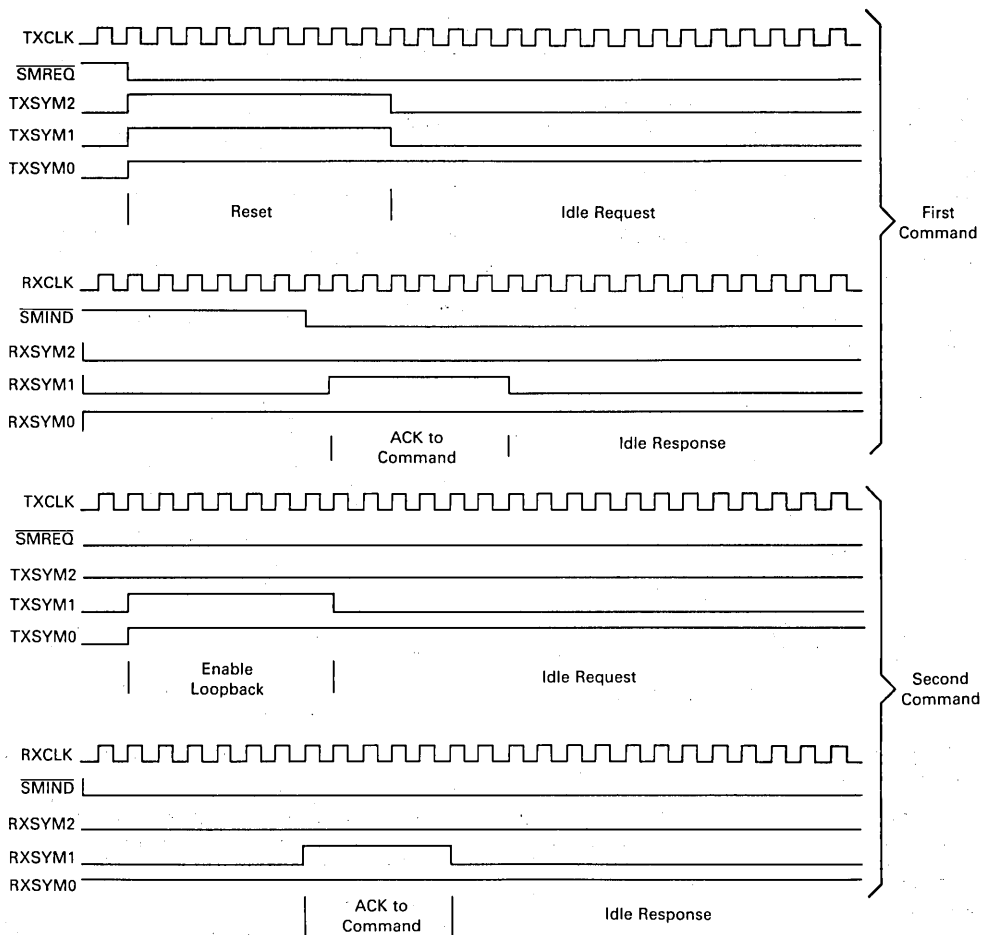 TXCLK
SMREQ
TXSYM2
TXSYM1
TXSYM0
Reset
Idle Request
First
Command
RXCLK
SMIND
RXSYM2
RXSYM1
RXSYM0
ACK to
Command
Idle Response
TXCLK
SMREQ
TXSYM2
TXSYM1
TXSYM0
Enable
Loopback
Idle Request
Second
Command
RXCLK
SMIND
RXSYM2
RXSYM1
RXSYM0
ACK to
Command
Idle Response